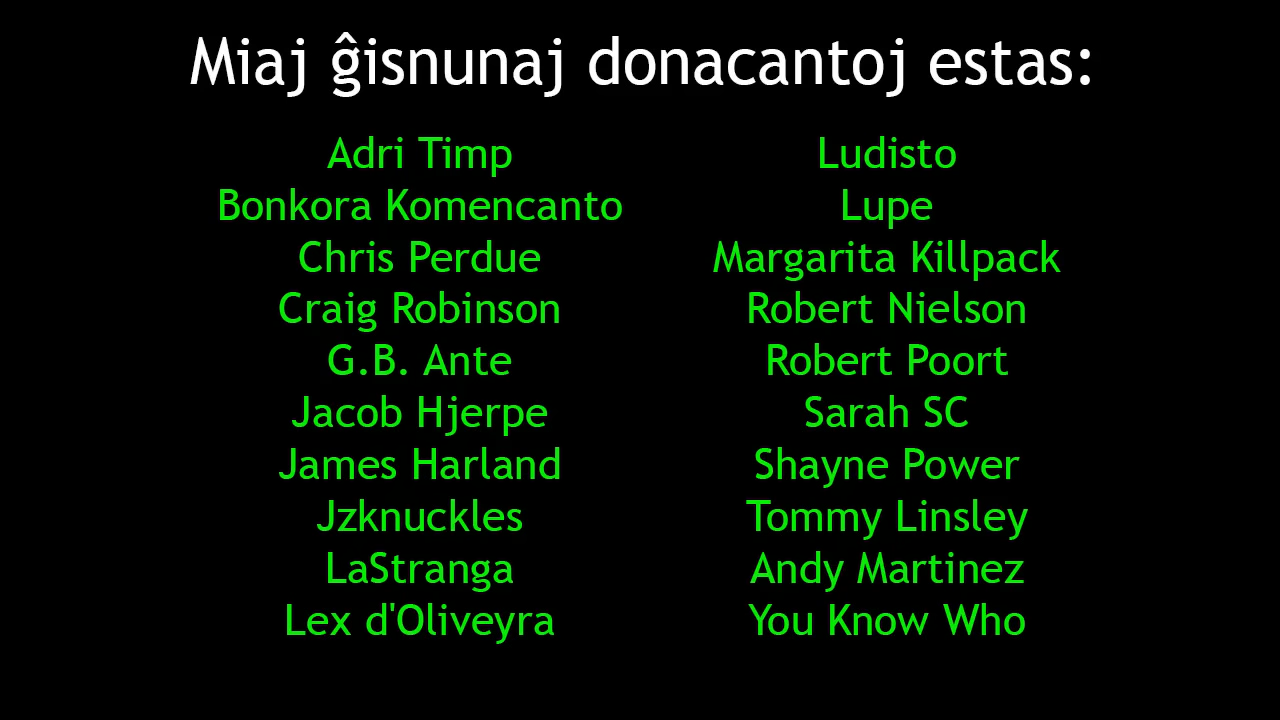 Miaj ĝisnunaj donacantoj estas:
Adri Timp
Bonkora Komencanto
Chris Perdue
Craig Robinson
G.B. Ante
Jacob Hjerpe
James Harland
Jzknuckles
LaStranga
Lex d'Oliveyra
Ludisto
Lupe
Margarita Killpack
Robert Nielson
Robert Poort
Sarah SC
Shayne Power
Tommy Linsley
Andy Martinez
You Know Who